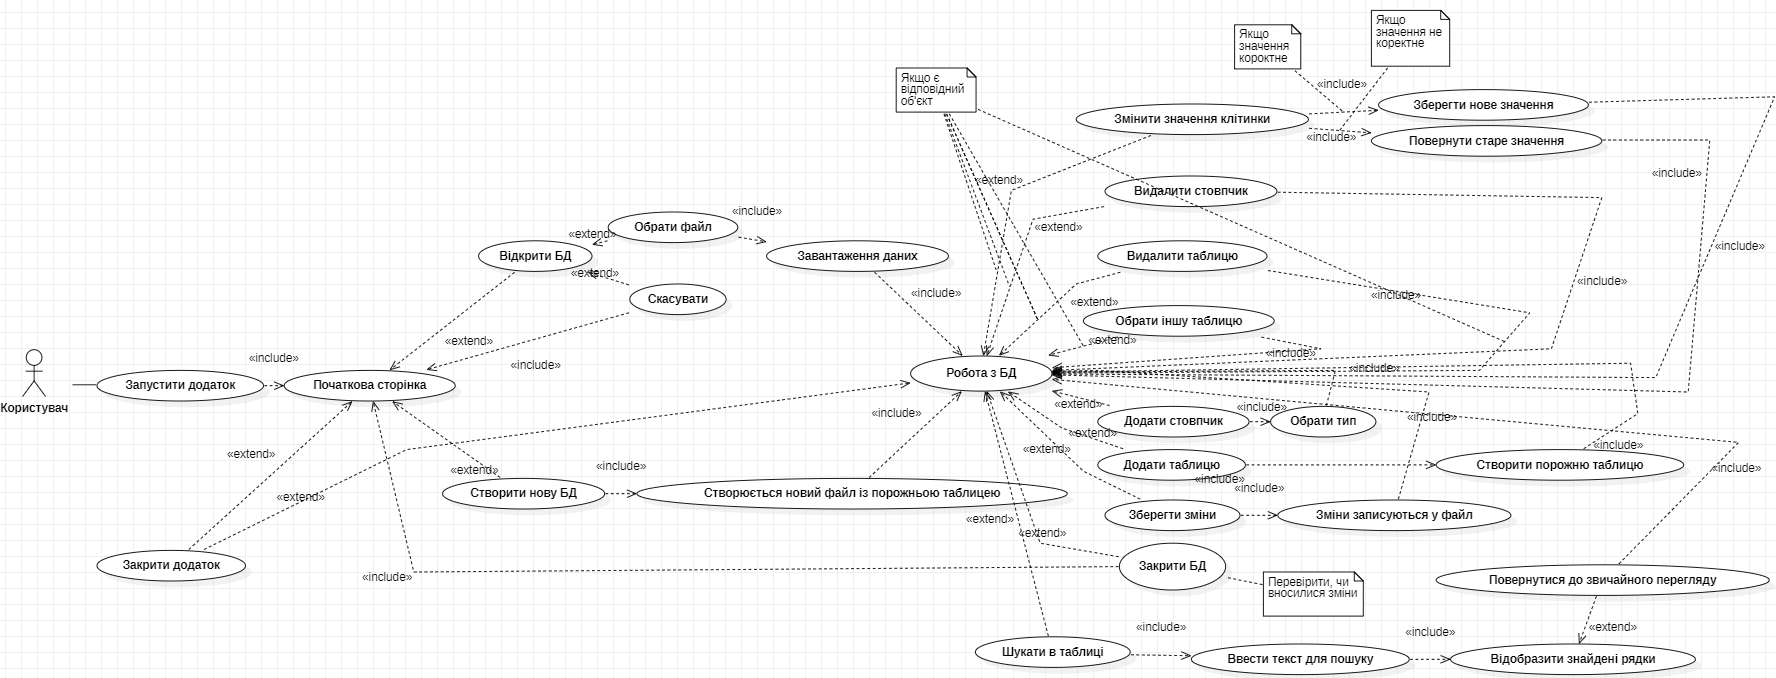 Якщо
значення не
коректне
Якщо
значення
короктне
Якщо є
відповідний
об'єкт
«include»
Зберегти нове значення
Змінити значення клітинки
«include»
Повернути старе значення
«include»
«extend»
Видалити стовпчик
«include»
Обрати файл
«extend»
«extend»
«include»
Відкрити БД
Завантаження даних
Видалити таблицю
«extend»
«include»
Скасувати
«include»
«include»
«extend»
Обрати іншу таблицю
«extend»
«extend»
«include»
«include»
«include»
«include»
Початкова сторінка
Запустити додаток
Робота з БД
Користувач
«extend»
«include»
«include»
«include»
Додати стовпчик
Обрати тип
«extend»
«extend»
«extend»
«include»
Додати таблицю
Створити порожню таблицю
«include»
«extend»
«include»
«include»
«include»
Створити нову БД
Створюється новий файл із порожньою таблицею
«extend»
Зберегти зміни
Зміни записуються у файл
«extend»
«extend»
Закрити додаток
Закрити БД
«include»
Перевірити, чи
вносилися зміни
Повернутися до звичайного перегляду
«include»
«include»
«extend»
Шукати в таблиці
Ввести текст для пошуку
Відобразити знайдені рядки